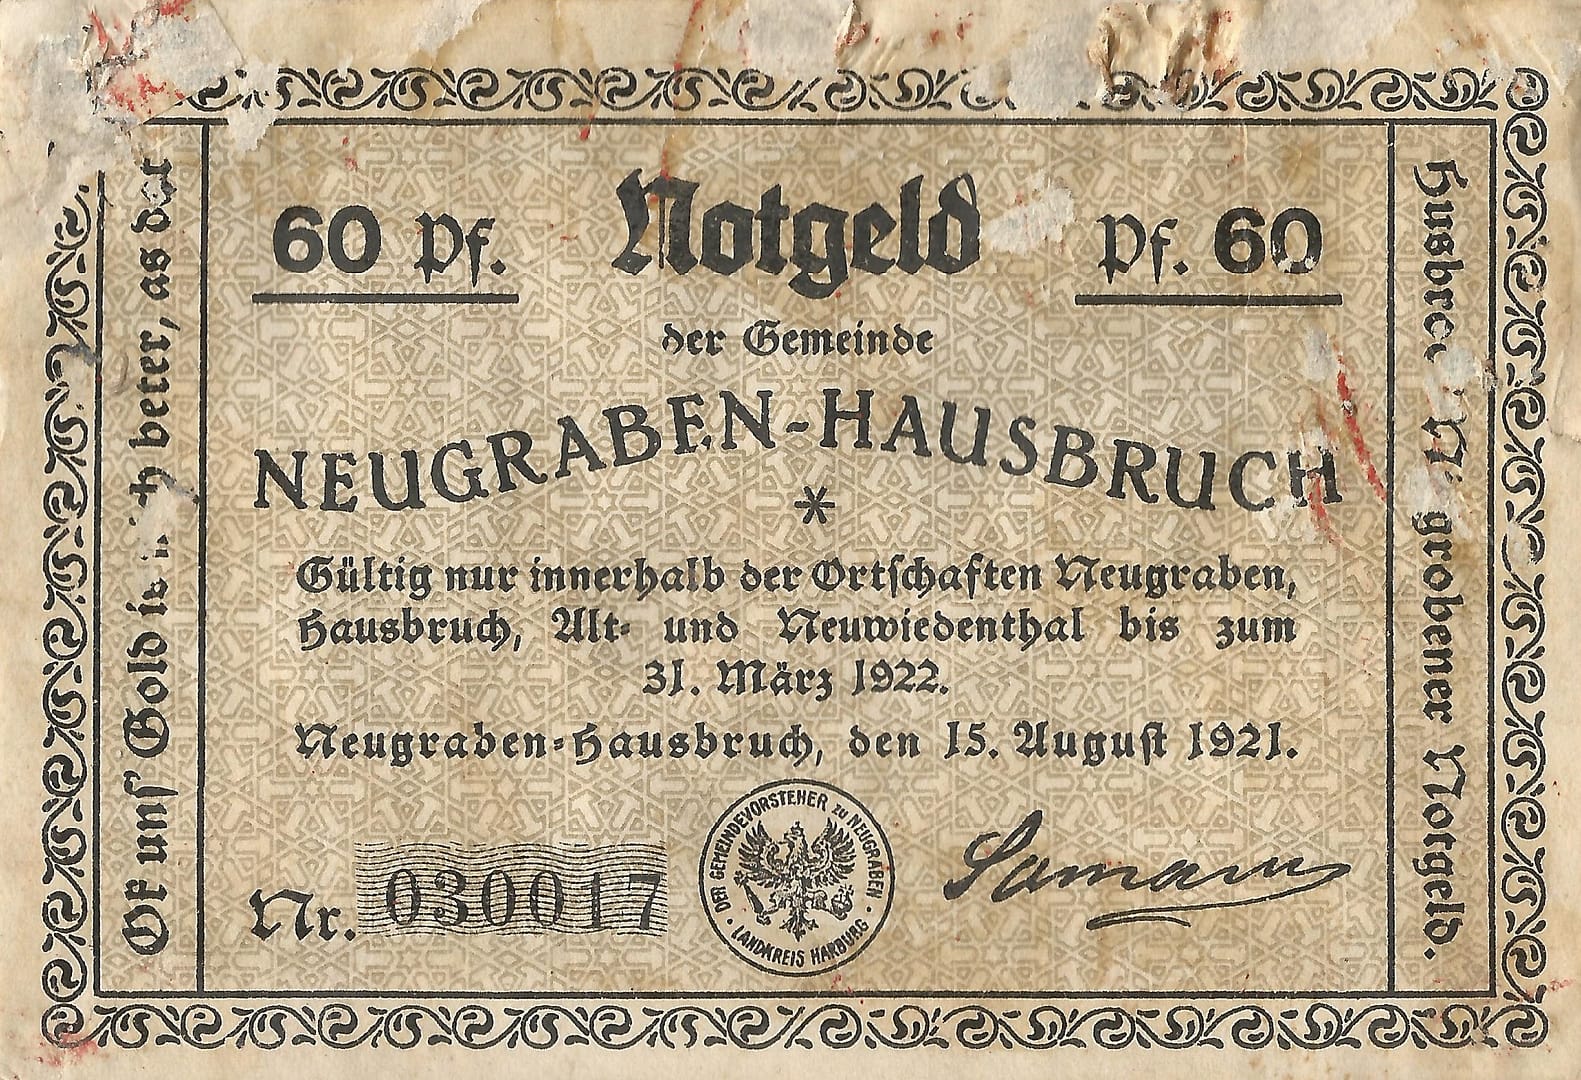 Ok uns' Gold is beter, as dat
60 Pf.
Notgeld
Pf. 60
der Gemeinde
NEUGRABEN-HAUSBRUCH
*
Gültig nur innerhalb der Ortschaften Neugraben,
Hausbruch, Alt- und Neuwiedenthal bis zum
31. März 1922.
Neugraben-Hausbruch, den 15. August 1921.
Nr. 030017
DER GEMEINDEVORSTEHER ZU NEUGRABEN
LANDKREIS HARBURG
grobener Notgeld.